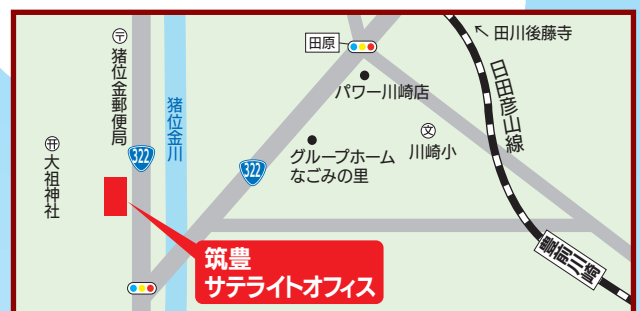 田原
田川後藤寺
〒
猪位金郵便局
猪位金川
パワー川崎店
日田彦山線
文
川崎小
グループホーム
なごみの里
322
322
大祖神社
豊前川崎
筑豊
サテライトオフィス